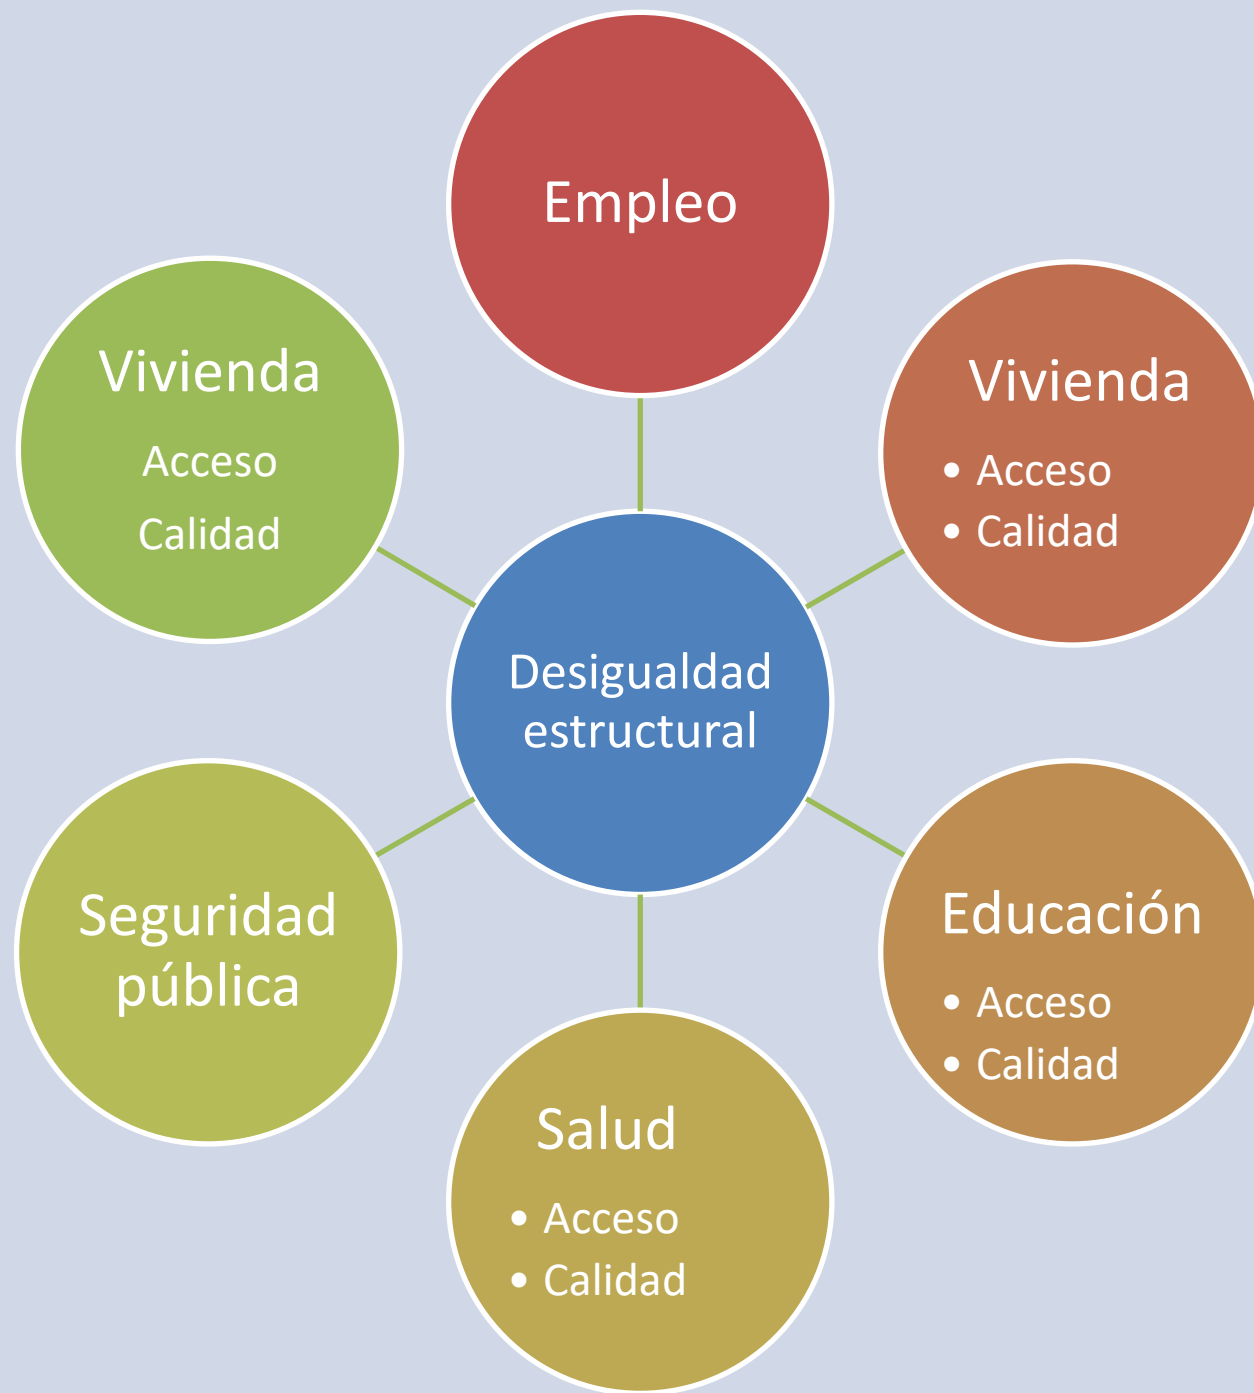 Empleo
Vivienda
Acceso
Calidad
Vivienda
• Acceso
• Calidad
Desigualdad
estructural
Seguridad
pública
Educación
• Acceso
• Calidad
Salud
• Acceso
• Calidad